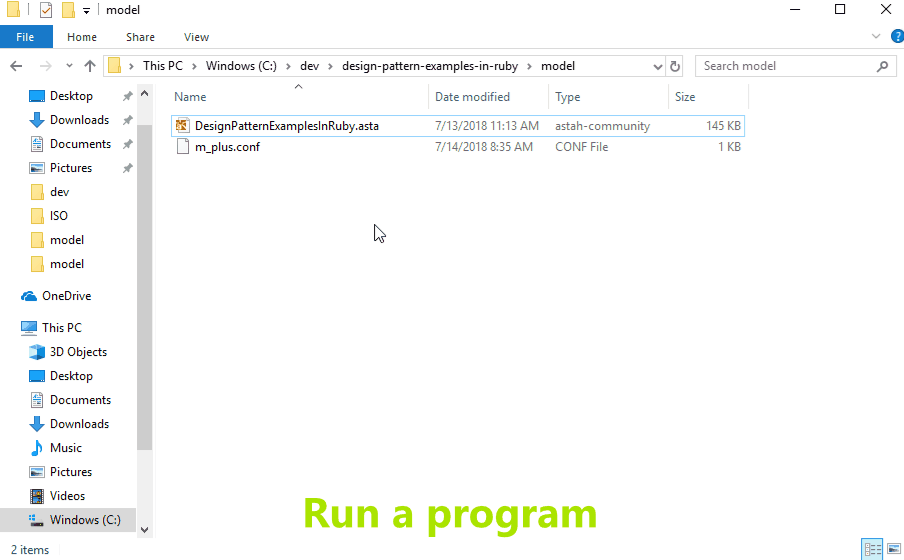 model
File Home Share View
This PC Windows (C:) dev design-pattern-examples-in-ruby model Search model
Name Date modified Type Size
DesignPatternExamplesInRuby.asta 7/13/2018 11:13 AM astah-community 145 KB
m_plus.conf 7/14/2018 8:35 AM CONF File 1 KB
Desktop
Downloads
Documents
Pictures
dev
ISO
model
model
OneDrive
This PC
3D Objects
Desktop
Documents
Downloads
Music
Pictures
Videos
Windows (C:)
Run a program
2 items